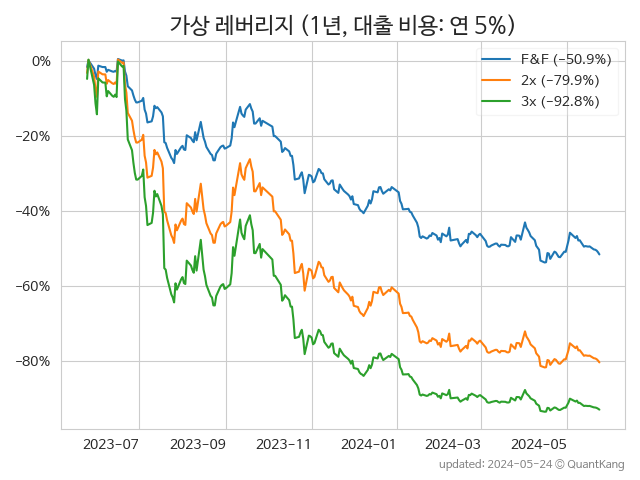 가상 레버리지 (1년, 대출 비용: 연 5%)
F&F (−50.9%)
2x (−79.9%)
3x (−92.8%)
0%
−20%
−40%
−60%
−80%
2023−07 2023−09 2023−11 2024−01 2024−03 2024−05
updated: 2024-05-24 © QuantKang